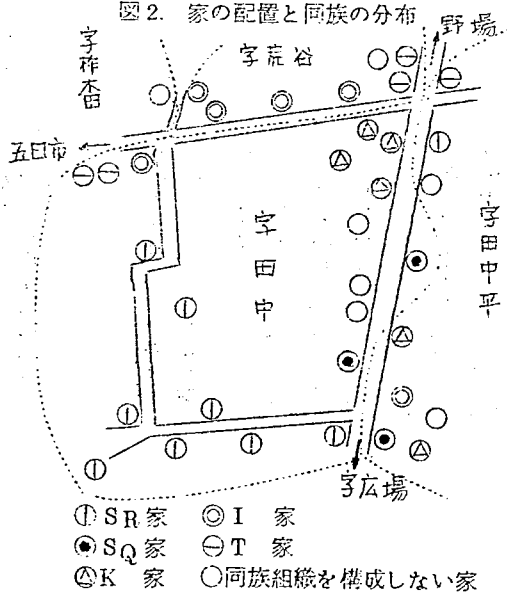 図2. 家の配置と同族の分布
野場
字柞木田
字荒谷
五日市
字田中
字田中平
字広場
SR家
I 家
SQ家
T 家
K 家
同族組織を構成しない家